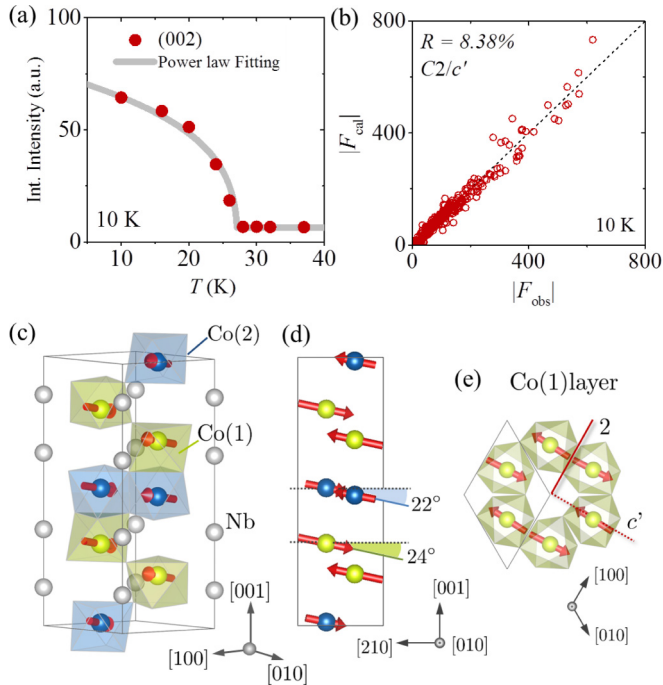 (a)
(002)
Power law Fitting
Int. Intensity (a.u.)
100
50
0
10 K
10
20
30
40
T (K)
(b)
R = 8.38%
C2/c'
|F_cal|
800
400
0
10 K
0
400
800
|F_obs|
(c)
Co(2)
Co(1)
Nb
[001]
[100]
[010]
(d)
22°
24°
[001]
[210]
[010]
(e)
Co(1)layer
2
c'
[100]
[010]